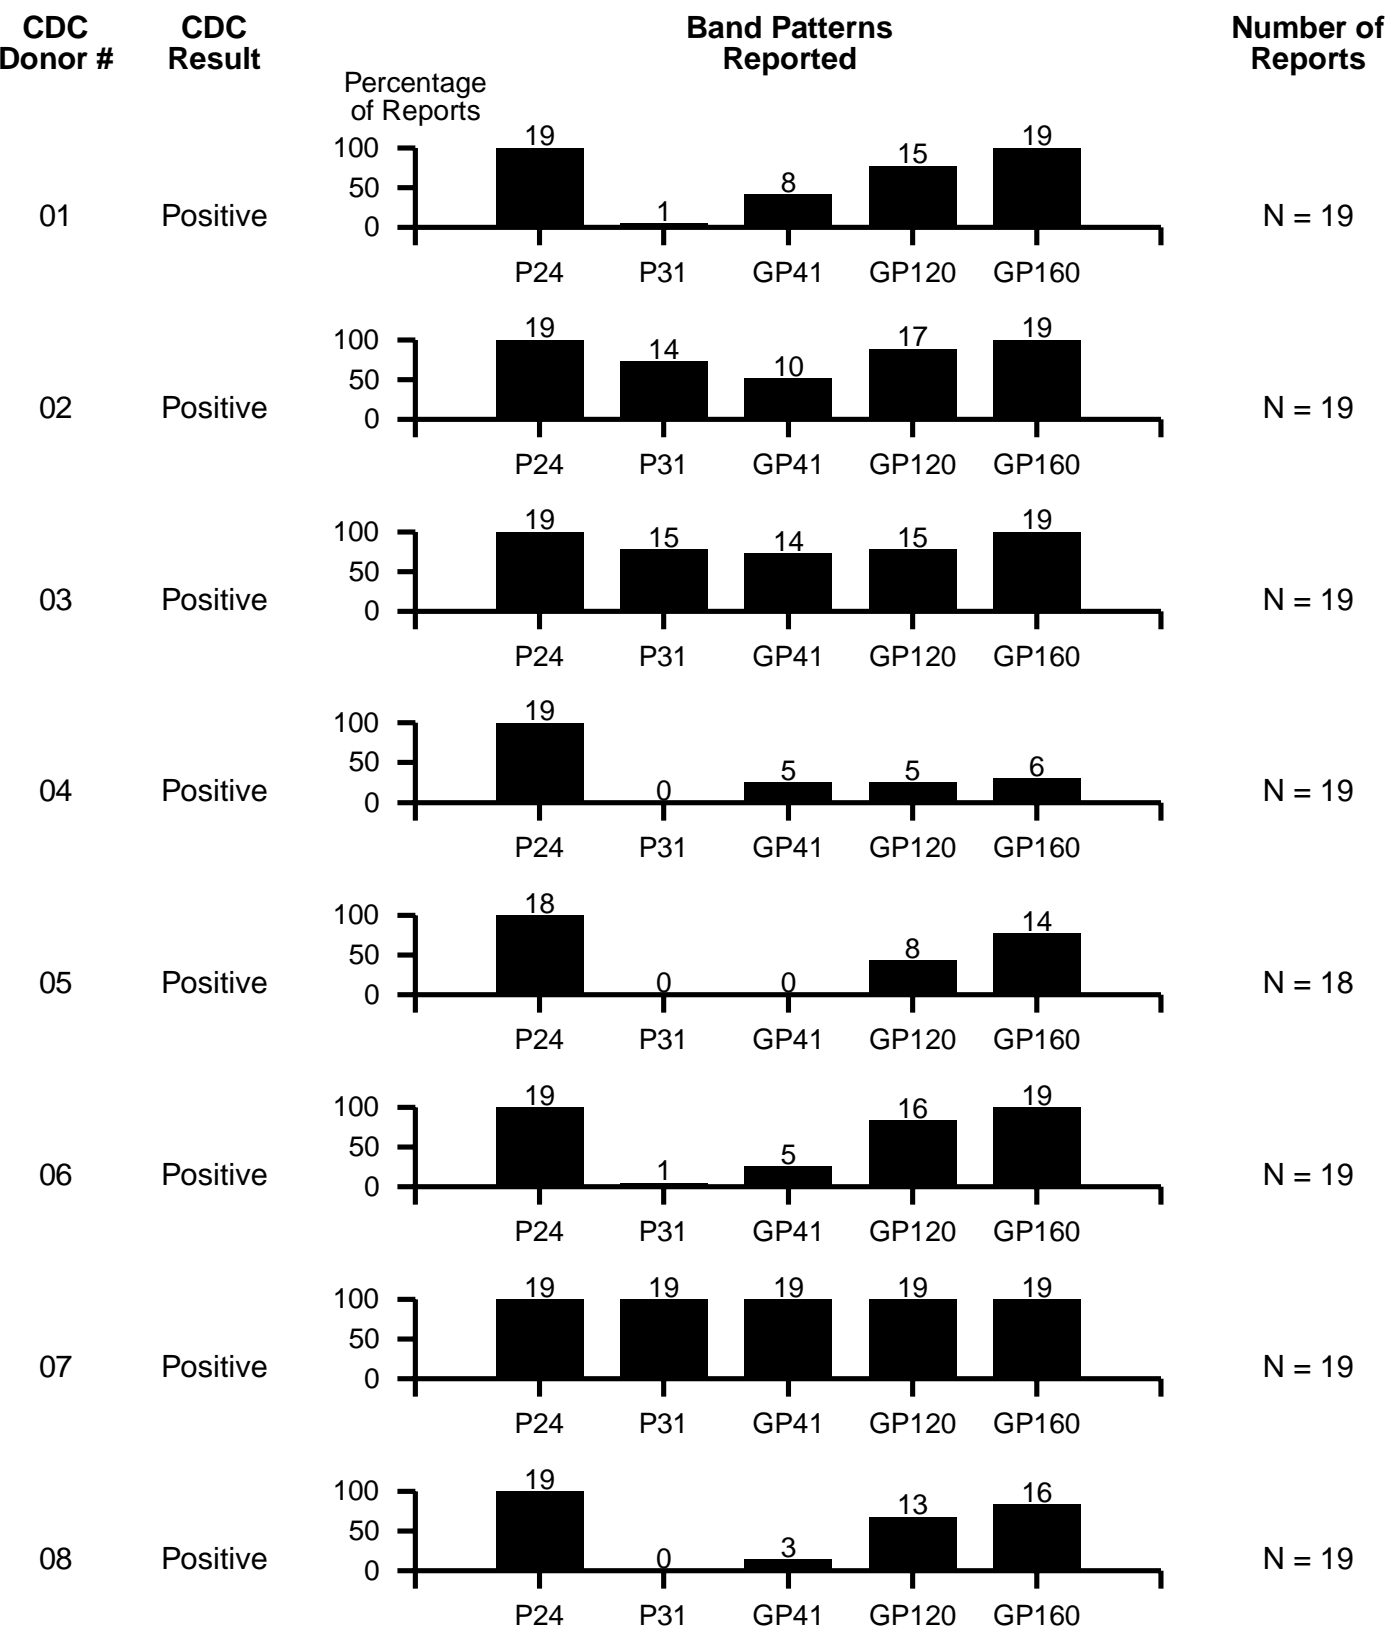 CDC CDC Band Patterns Number of
Donor # Result Reported Reports
Percentage
of Reports
19 1 8 15 19
100
50
0
01 Positive N = 19
P24 P31 GP41 GP120 GP160
19 14 10 17 19
100
50
0
02 Positive N = 19
P24 P31 GP41 GP120 GP160
19 15 14 15 19
100
50
0
03 Positive N = 19
P24 P31 GP41 GP120 GP160
19 0 5 5 6
100
50
0
04 Positive N = 19
P24 P31 GP41 GP120 GP160
18 0 0 8 14
100
50
0
05 Positive N = 18
P24 P31 GP41 GP120 GP160
19 1 5 16 19
100
50
0
06 Positive N = 19
P24 P31 GP41 GP120 GP160
19 19 19 19 19
100
50
0
07 Positive N = 19
P24 P31 GP41 GP120 GP160
19 0 3 13 16
100
50
0
08 Positive N = 19
P24 P31 GP41 GP120 GP160